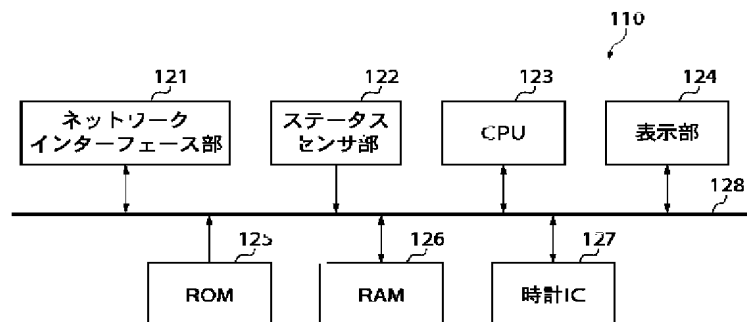 110
121
122
123
124
ネットワーク
インターフェース部
ステータス
センサ部
CPU
表示部
128
125
126
127
ROM
RAM
時計IC